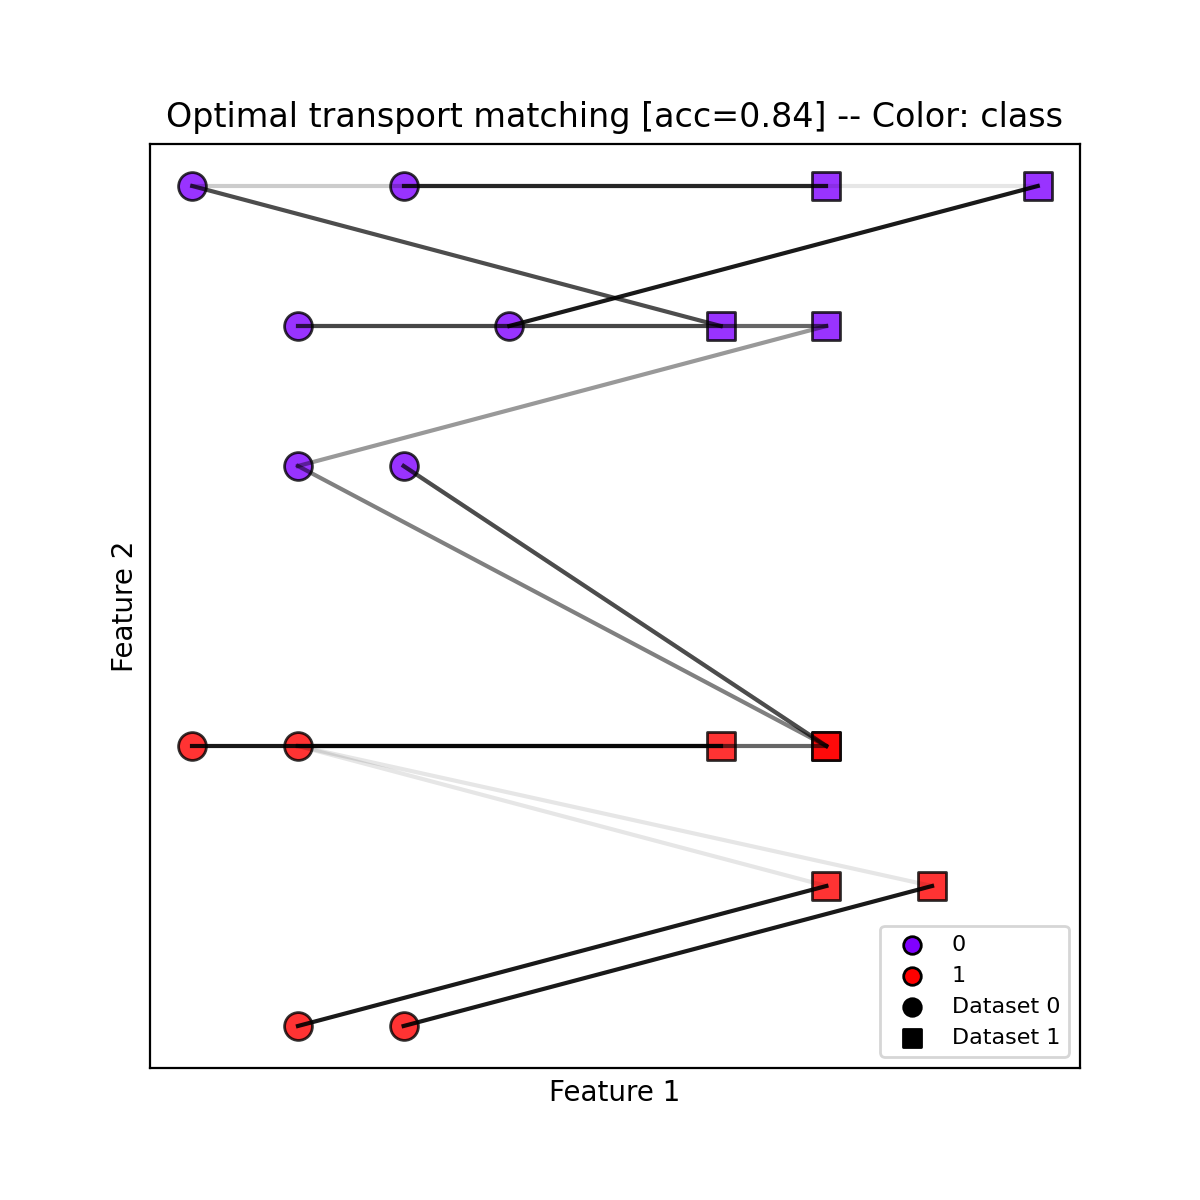 Optimal transport matching [acc=0.84] -- Color: class
Feature 2
0
1
Dataset 0
Dataset 1
Feature 1